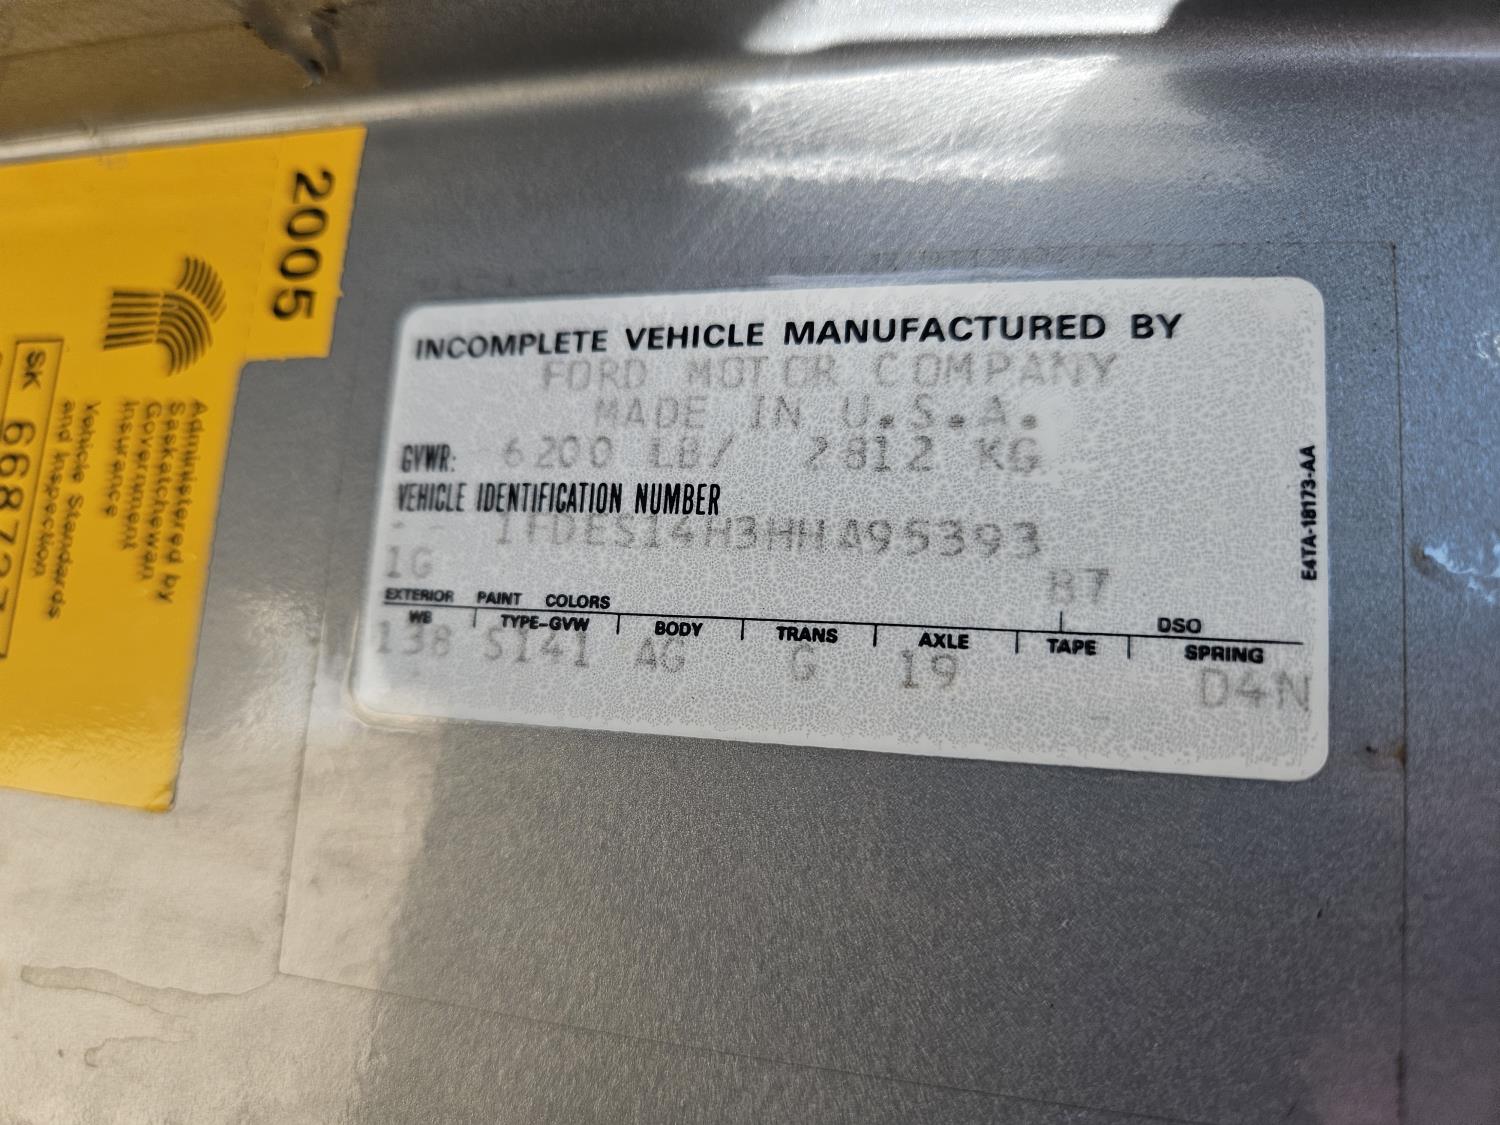 2005
Administered by
Saskatchewan
Government
Insurance
Vehicle Standards
and Inspection
SK
INCOMPLETE VEHICLE MANUFACTURED BY
FORD MOTOR COMPANY
MADE IN U.S.A.
GVWR: 6200 LB/ 2812 KG
VEHICLE IDENTIFICATION NUMBER
1FDES14H3HHA95393
1G B7
EXTERIOR PAINT COLORS DSO
WB TYPE-GVW BODY TRANS AXLE TAPE SPRING
138 S141 AG G 19 D4N
E4TA-18173-AA